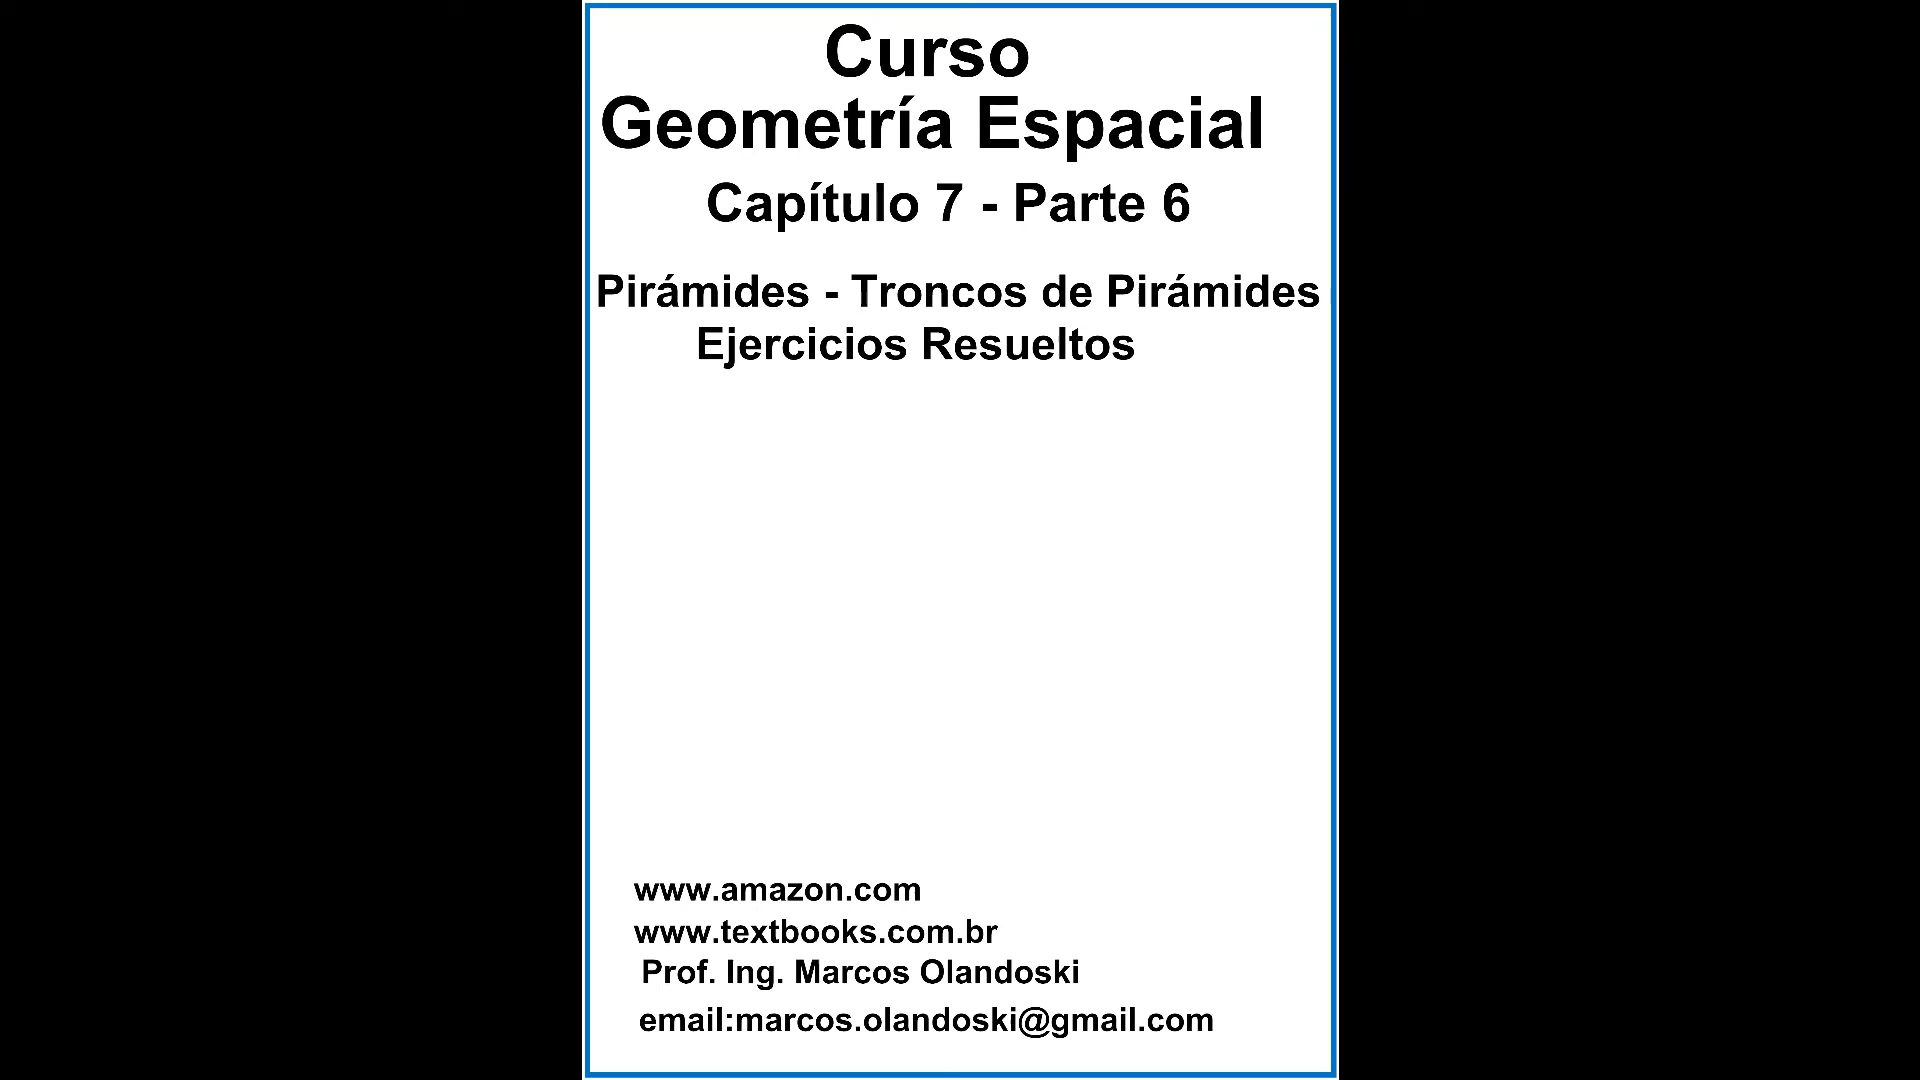 Curso
Geometría Espacial
Capítulo 7 - Parte 6
Pirámides - Troncos de Pirámides
Ejercicios Resueltos
www.amazon.com
www.textbooks.com.br
Prof. Ing. Marcos Olandoski
email:marcos.olandoski@gmail.com